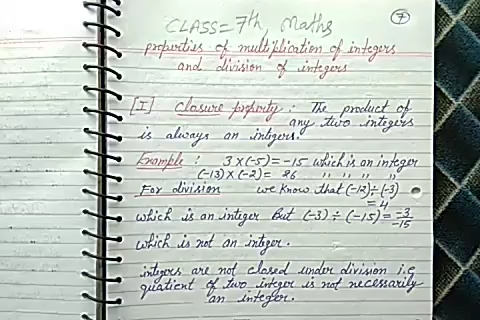 7
CLASS = 7th Maths
properties of multiplication of integers
and division of integers
[I] Closure property : The product of
any two integers
is always an integers.
Example : 3 × (-5) = -15 which is an integer
(-13) × (-2) = 26 " " " "
For division we know that (-12) ÷ (-3)
= 4
which is an integer But (-3) ÷ (-15) = -3/-15
which is not an integer.
integers are not closed under division i.e
quatient of two integer is not necessarily
an integer.